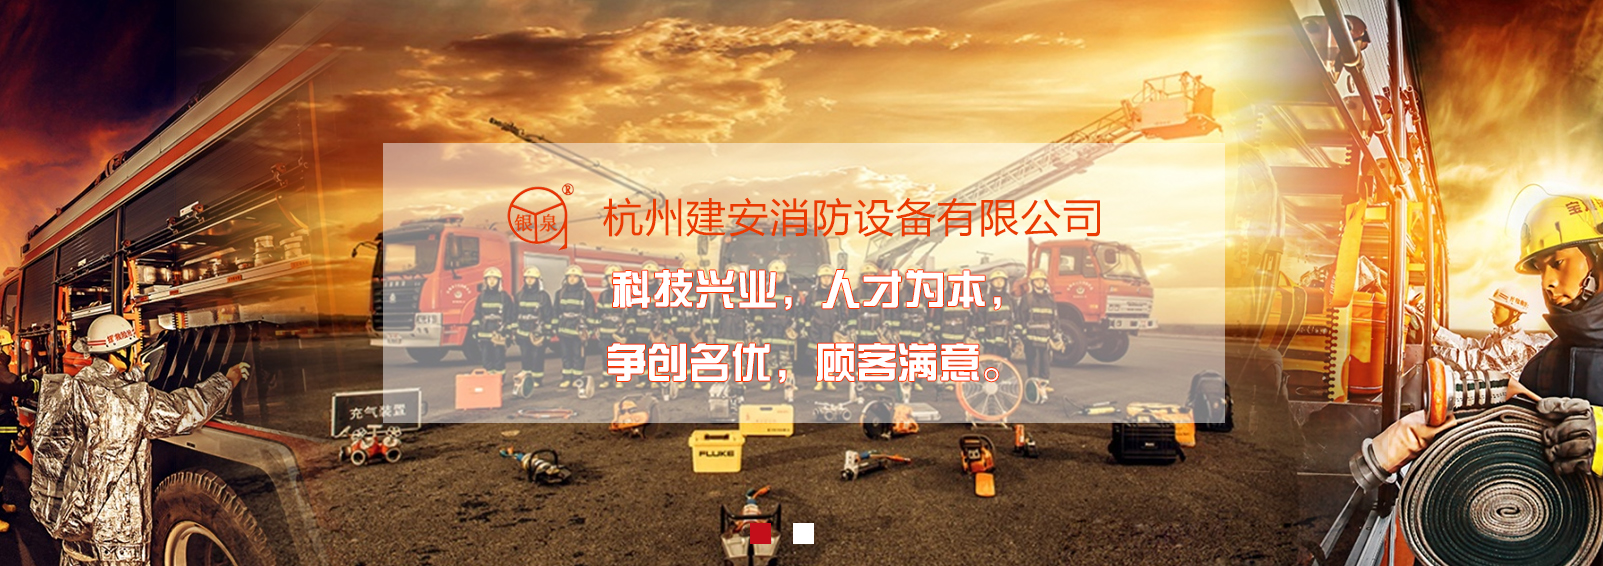 银泉®
杭州建安消防设备有限公司
科技兴业，人才为本，
争创名优，顾客满意。
充气装置
FLUKE